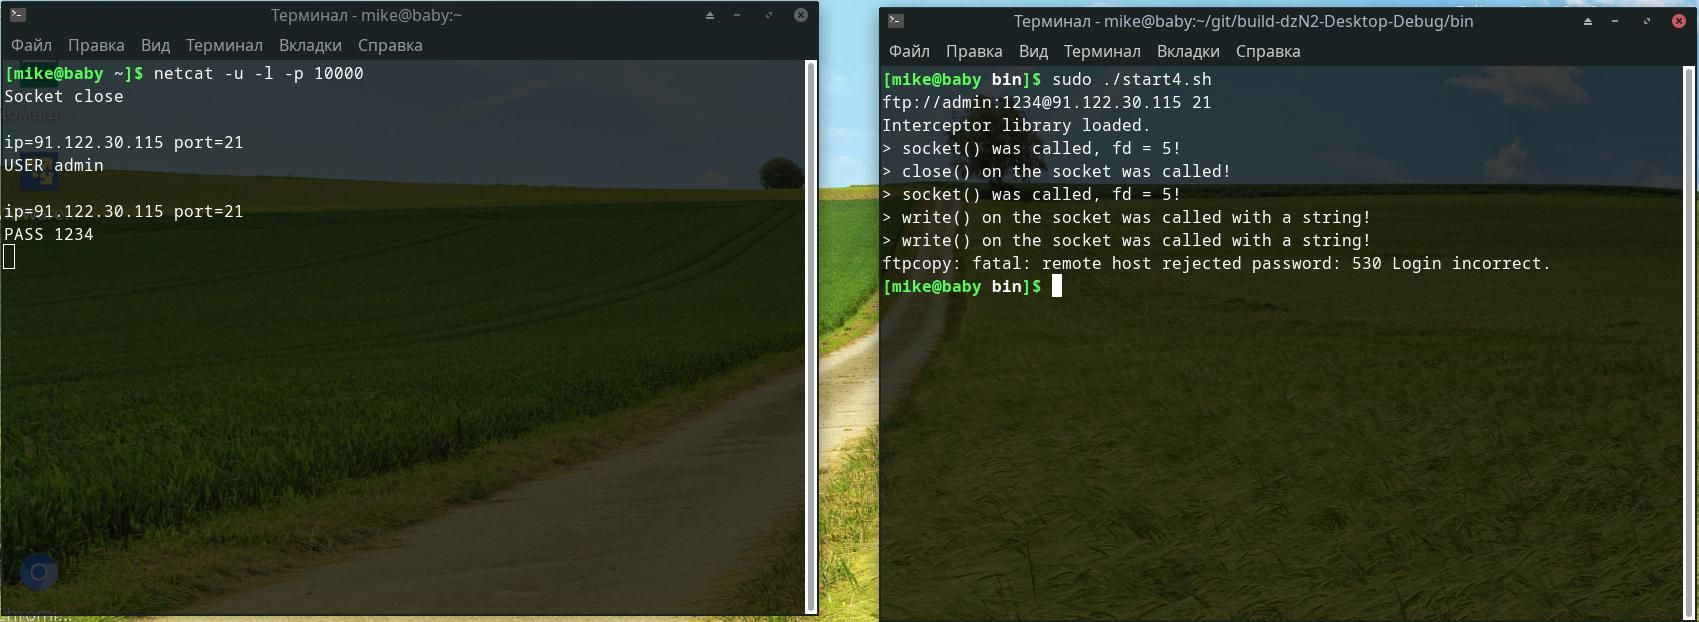 Терминал - mike@baby:~
Файл Правка Вид Терминал Вкладки Справка
[mike@baby ~]$ netcat -u -l -p 10000
Socket close
ip=91.122.30.115 port=21
USER admin
ip=91.122.30.115 port=21
PASS 1234
Терминал - mike@baby:~/git/build-dzN2-Desktop-Debug/bin
Файл Правка Вид Терминал Вкладки Справка
[mike@baby bin]$ sudo ./start4.sh
ftp://admin:1234@91.122.30.115 21
Interceptor library loaded.
> socket() was called, fd = 5!
> close() on the socket was called!
> socket() was called, fd = 5!
> write() on the socket was called with a string!
> write() on the socket was called with a string!
ftpcopy: fatal: remote host rejected password: 530 Login incorrect.
[mike@baby bin]$